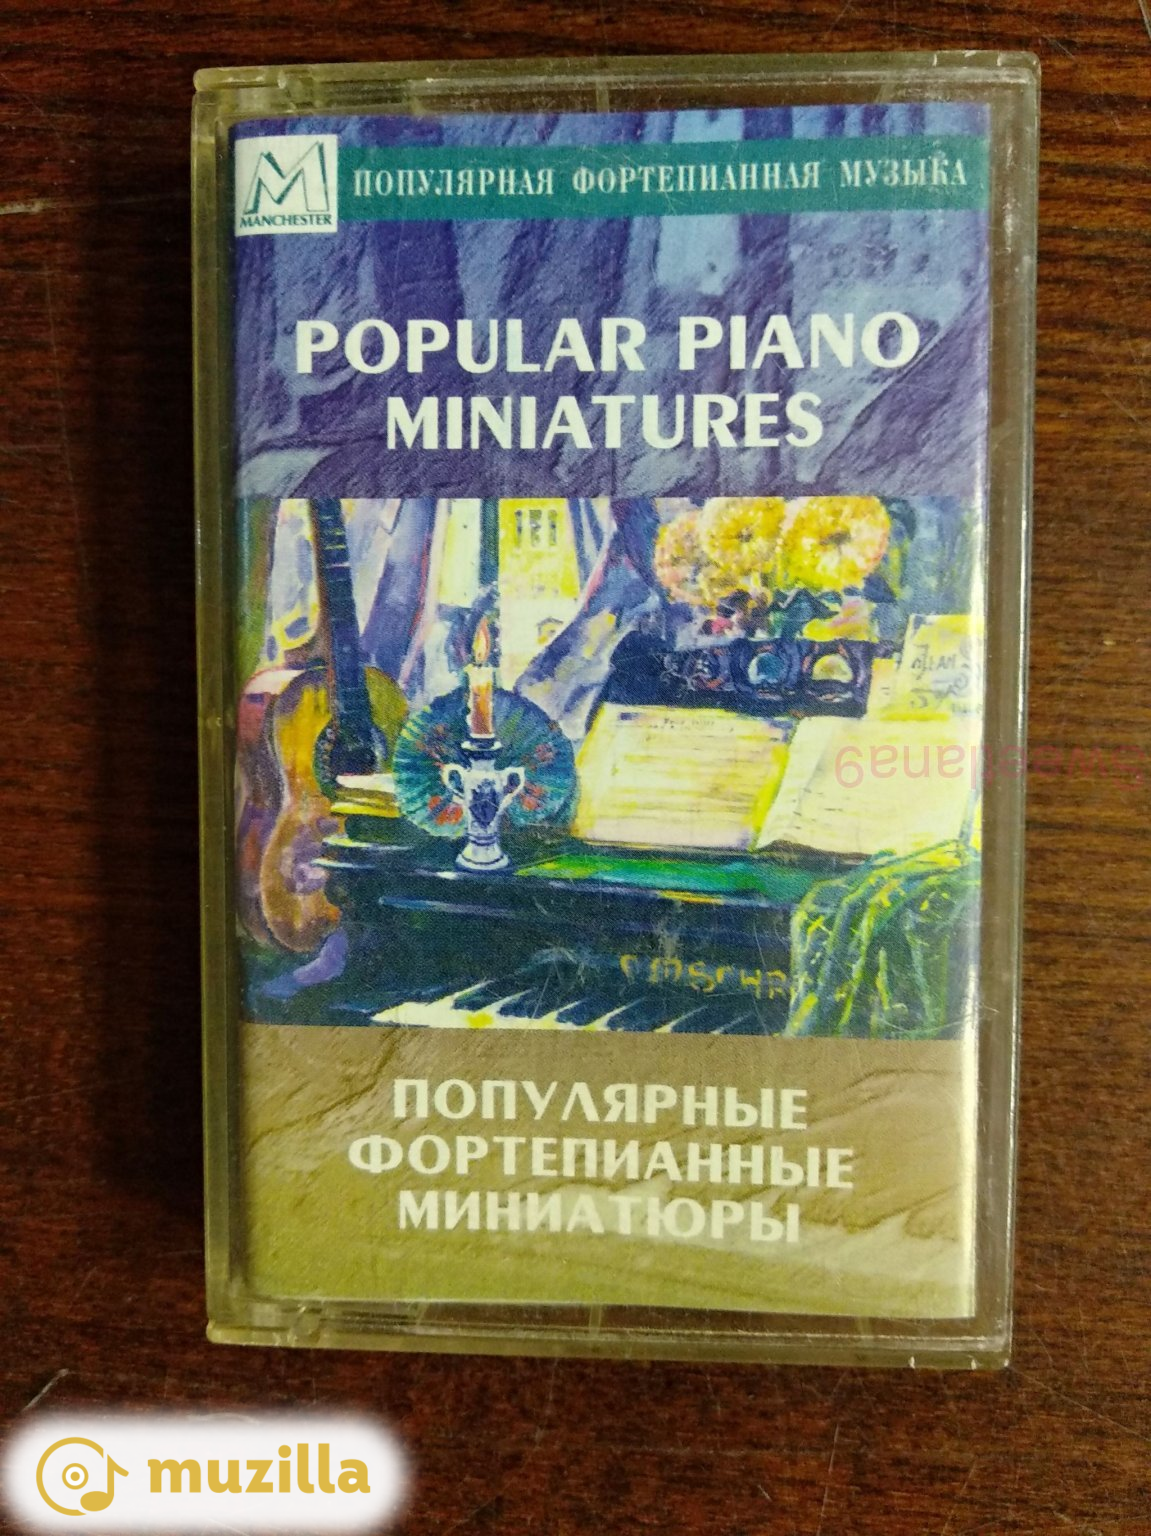 ПОПУЛЯРНАЯ ФОРТЕПИАННАЯ МУЗЫКА
MANCHESTER
POPULAR PIANO
MINIATURES
ПОПУЛЯРНЫЕ
ФОРТЕПИАННЫЕ
МИНИАТЮРЫ
muzilla